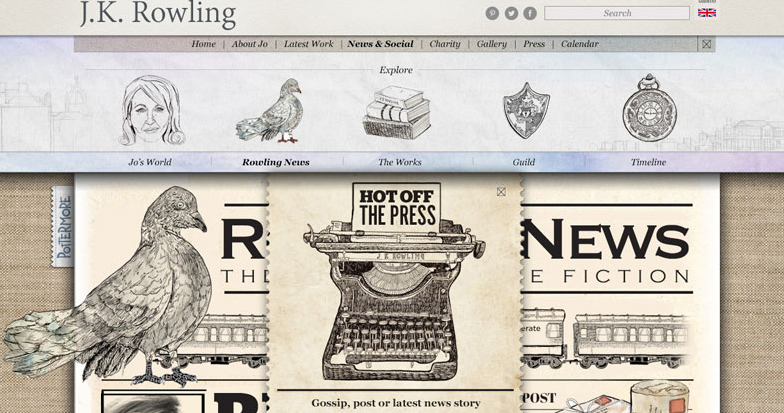 J.K. Rowling
Search
Home | About Jo | Latest Work | News & Social | Charity | Gallery | Press | Calendar
Explore
Jo's World | Rowling News | The Works | Guild | Timeline
POTTERMORE
HOT OFF
THE PRESS
J K ROWLING
R NEWS
THE E FICTION
erate
POST
Gossip, post or latest news story